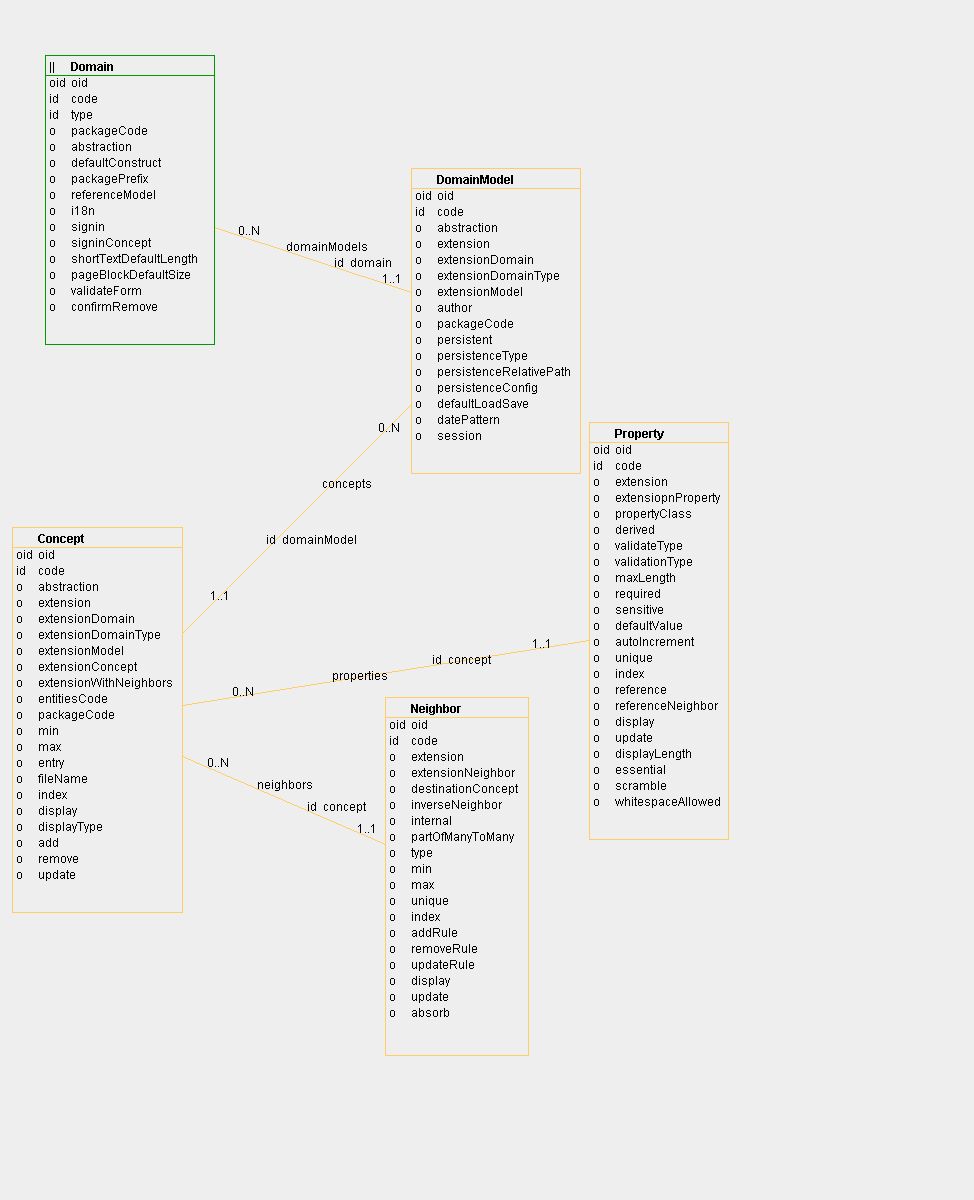 || Domain
oid oid
id code
id type
o packageCode
o abstraction
o defaultConstruct
o packagePrefix
o referenceModel
o i18n
o signin
o signinConcept
o shortTextDefaultLength
o pageBlockDefaultSize
o validateForm
o confirmRemove
0..N
domainModels
id domain
1..1
DomainModel
oid oid
id code
o abstraction
o extension
o extensionDomain
o extensionDomainType
o extensionModel
o author
o packageCode
o persistent
o persistenceType
o persistenceRelativePath
o persistenceConfig
o defaultLoadSave
o datePattern
o session
0..N
concepts
id domainModel
1..1
Concept
oid oid
id code
o abstraction
o extension
o extensionDomain
o extensionDomainType
o extensionModel
o extensionConcept
o extensionWithNeighbors
o entitiesCode
o packageCode
o min
o max
o entry
o fileName
o index
o display
o displayType
o add
o remove
o update
1..1
id concept
properties
0..N
Property
oid oid
id code
o extension
o extensiopnProperty
o propertyClass
o derived
o validateType
o validationType
o maxLength
o required
o sensitive
o defaultValue
o autoIncrement
o unique
o index
o reference
o referenceNeighbor
o display
o update
o displayLength
o essential
o scramble
o whitespaceAllowed
0..N
neighbors
id concept
1..1
Neighbor
oid oid
id code
o extension
o extensionNeighbor
o destinationConcept
o inverseNeighbor
o internal
o partOfManyToMany
o type
o min
o max
o unique
o index
o addRule
o removeRule
o updateRule
o display
o update
o absorb